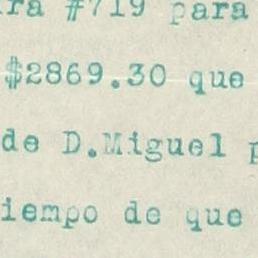 ra #719 para
$2869.30 que
de D.Miguel p
iempo de que